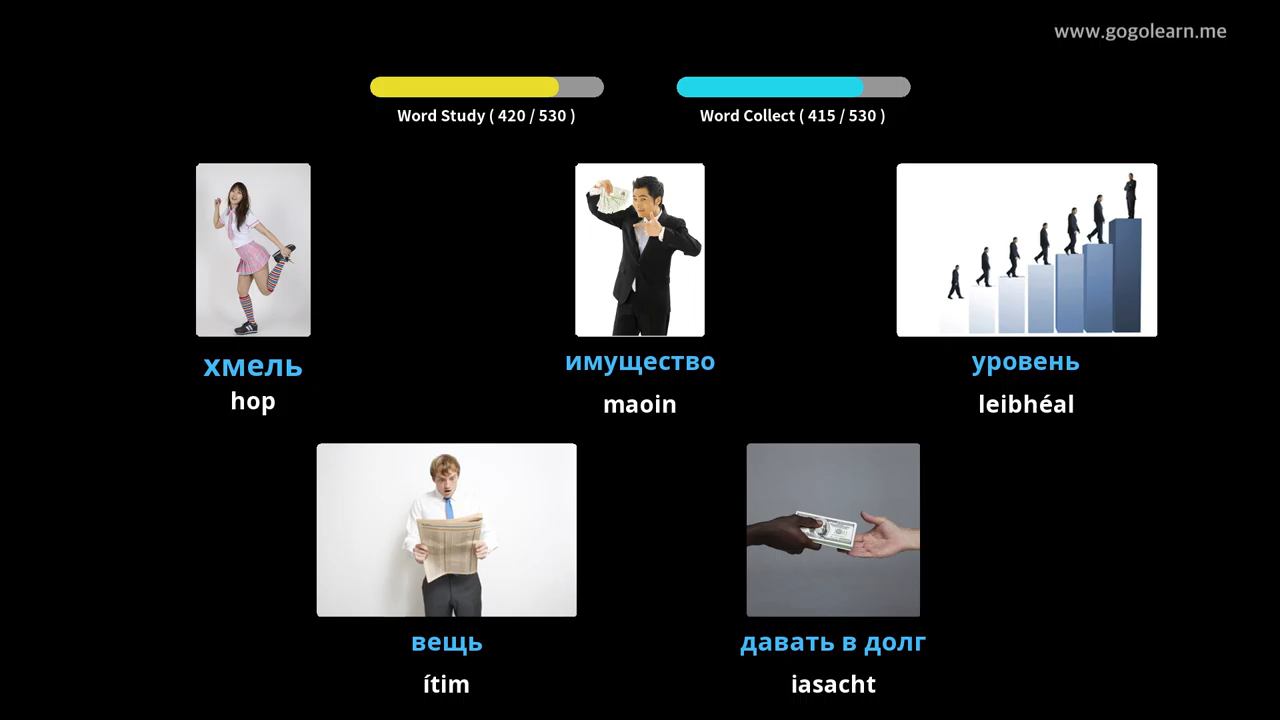 www.gogolearn.me
Word Study ( 420 / 530 )
Word Collect ( 415 / 530 )
хмель
hop
имущество
maoin
уровень
leibhéal
вещь
ítim
давать в долг
iasacht